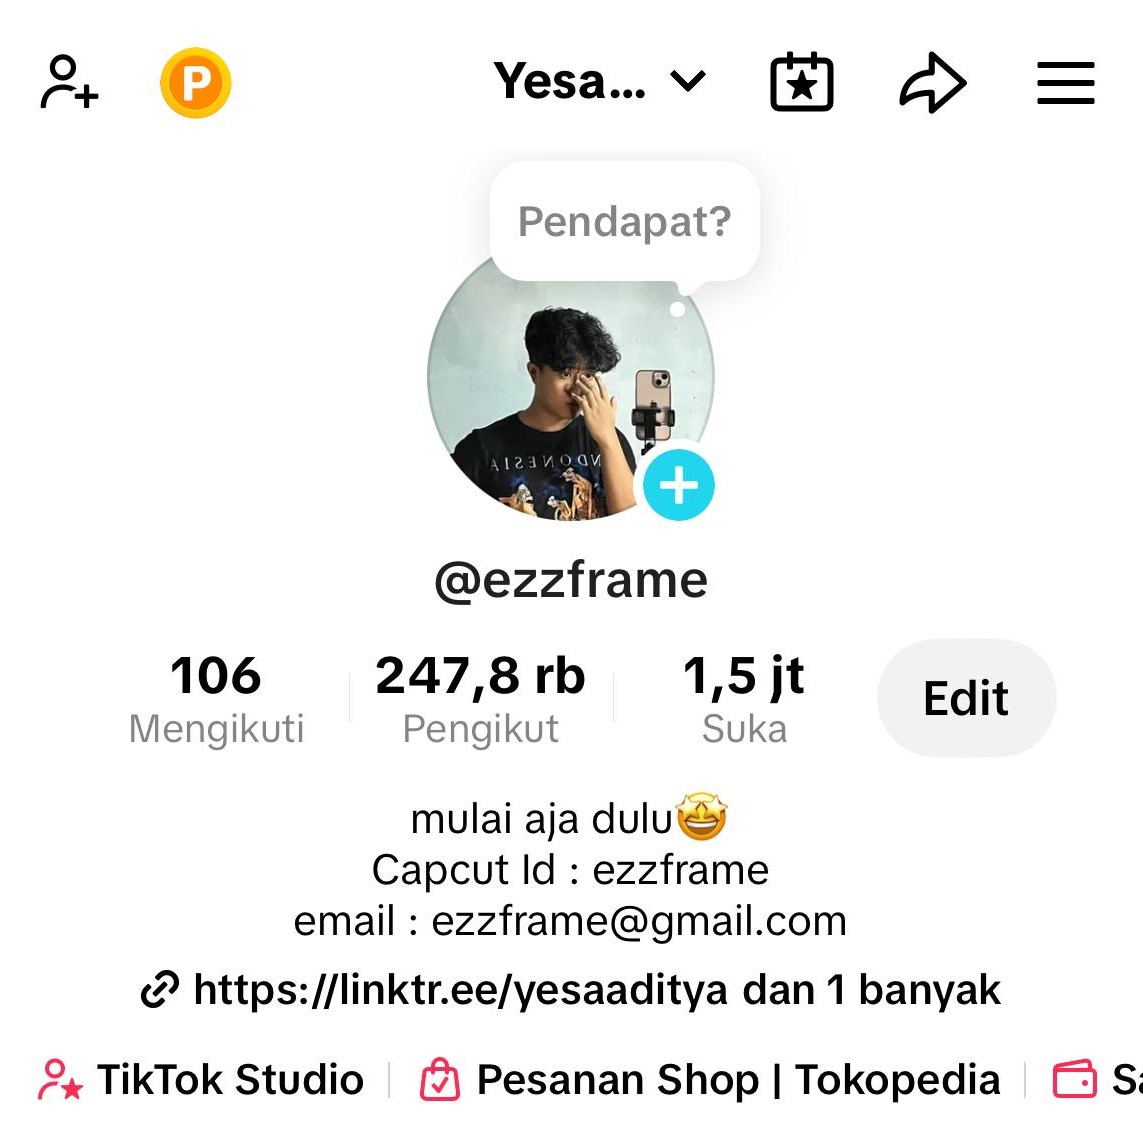 P
Yesa...
Pendapat?
INDONESIA
@ezzframe
106
Mengikuti
247,8 rb
Pengikut
1,5 jt
Suka
Edit
mulai aja dulu🤩
Capcut Id : ezzframe
email : ezzframe@gmail.com
https://linktr.ee/yesaaditya dan 1 banyak
TikTok Studio
Pesanan Shop | Tokopedia
Sa